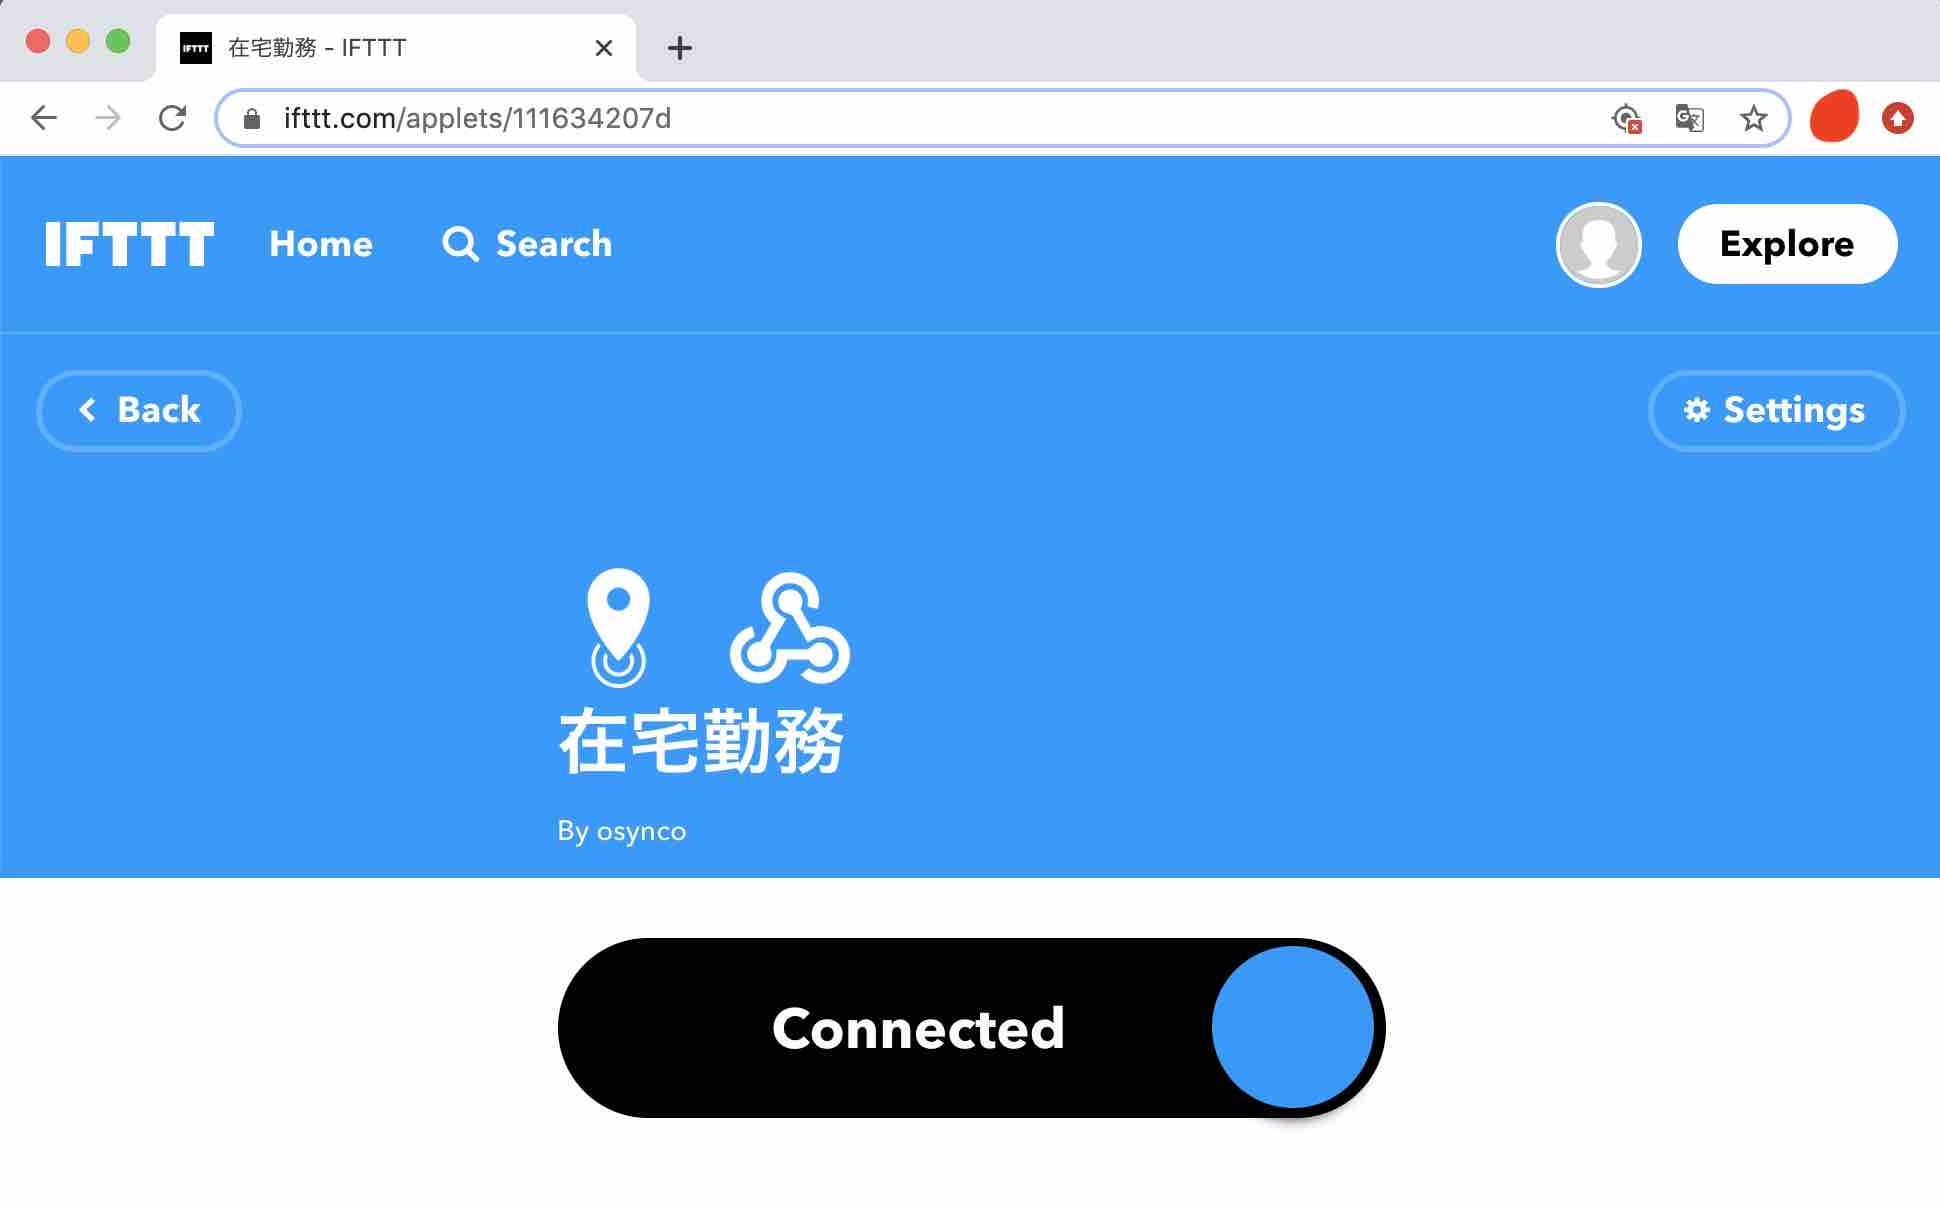 IFTTT 在宅勤務 - IFTTT
ifttt.com/applets/111634207d
IFTTT Home Search Explore
Back Settings
在宅勤務
By osynco
Connected